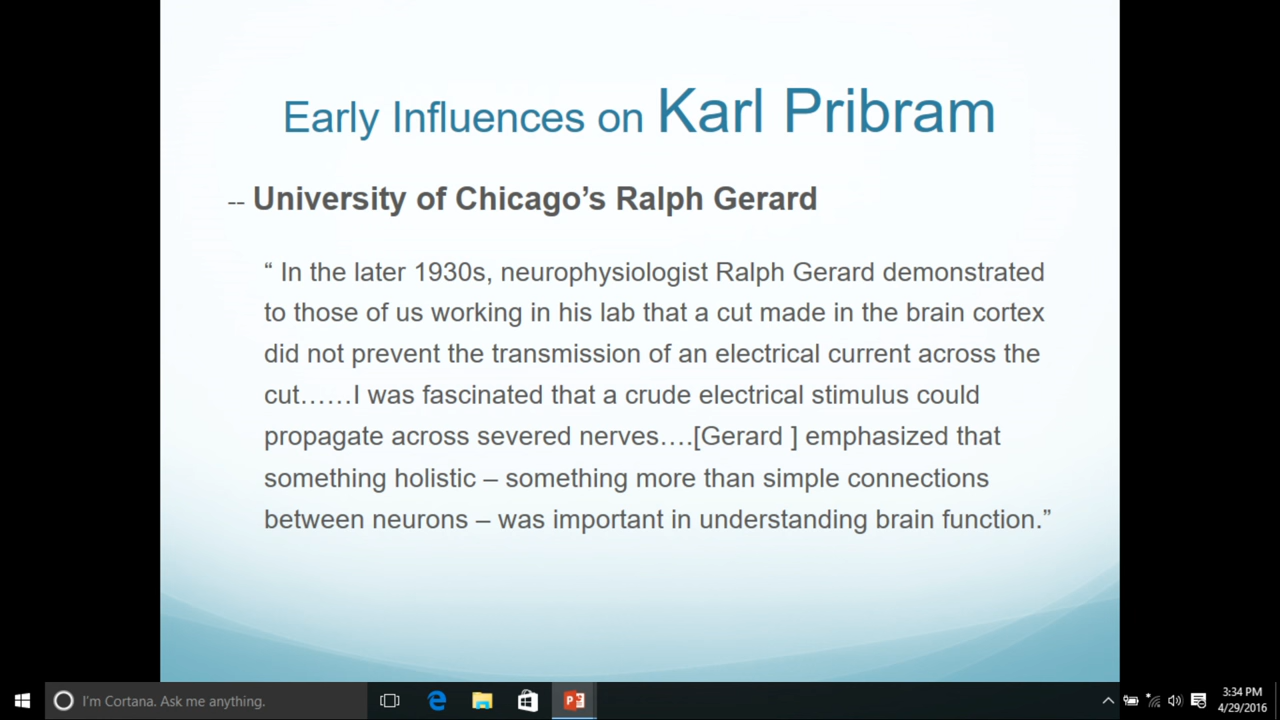 Early Influences on Karl Pribram
-- University of Chicago’s Ralph Gerard
“ In the later 1930s, neurophysiologist Ralph Gerard demonstrated
to those of us working in his lab that a cut made in the brain cortex
did not prevent the transmission of an electrical current across the
cut……I was fascinated that a crude electrical stimulus could
propagate across severed nerves….[Gerard ] emphasized that
something holistic – something more than simple connections
between neurons – was important in understanding brain function.”
I'm Cortana. Ask me anything.
3:34 PM
4/29/2016